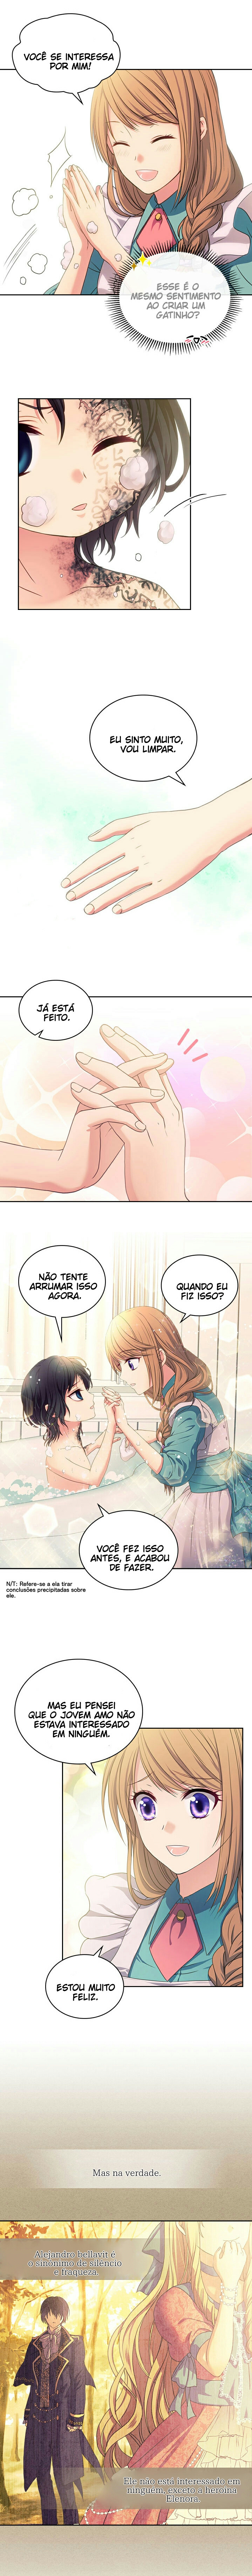 VOCÊ SE INTERESSA
POR MIM!
ESSE É O
MESMO SENTIMENTO
AO CRIAR UM
GATINHO?
EU SINTO MUITO,
VOU LIMPAR.
JÁ ESTÁ
FEITO.
NÃO TENTE
ARRUMAR ISSO
AGORA.
QUANDO EU
FIZ ISSO?
VOCÊ FEZ ISSO
ANTES, E ACABOU
DE FAZER.
N/T: Refere-se a ela tirar
conclusões precipitadas sobre
ele.
MAS EU PENSEI
QUE O JOVEM AMO NÃO
ESTAVA INTERESSADO
EM NINGUÉM.
ESTOU MUITO
FELIZ.
Mas na verdade.
Alejandro bellavit é
o sinônimo de silêncio
e fraqueza
Ele não está interessado em
ninguém, exceto a heroína
Elenora.